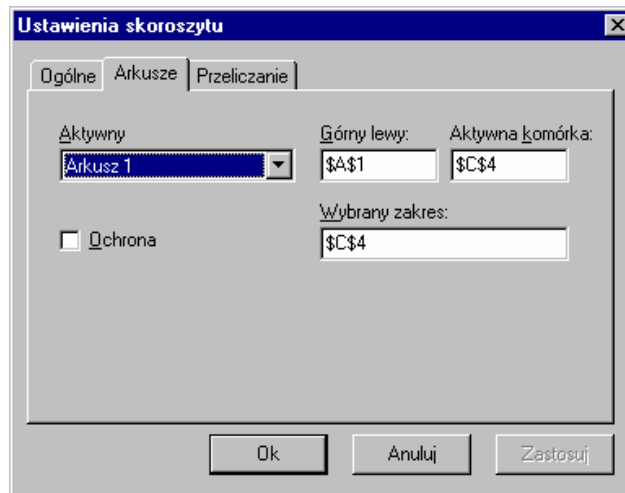 Ustawienia skoroszytu
Ogólne Arkusze Przeliczanie
Aktywny Górny lewy: Aktywna komórka:
Arkusz 1 $A$1 $C$4
Wybrany zakres:
Ochrona $C$4
Ok Anuluj Zastosuj